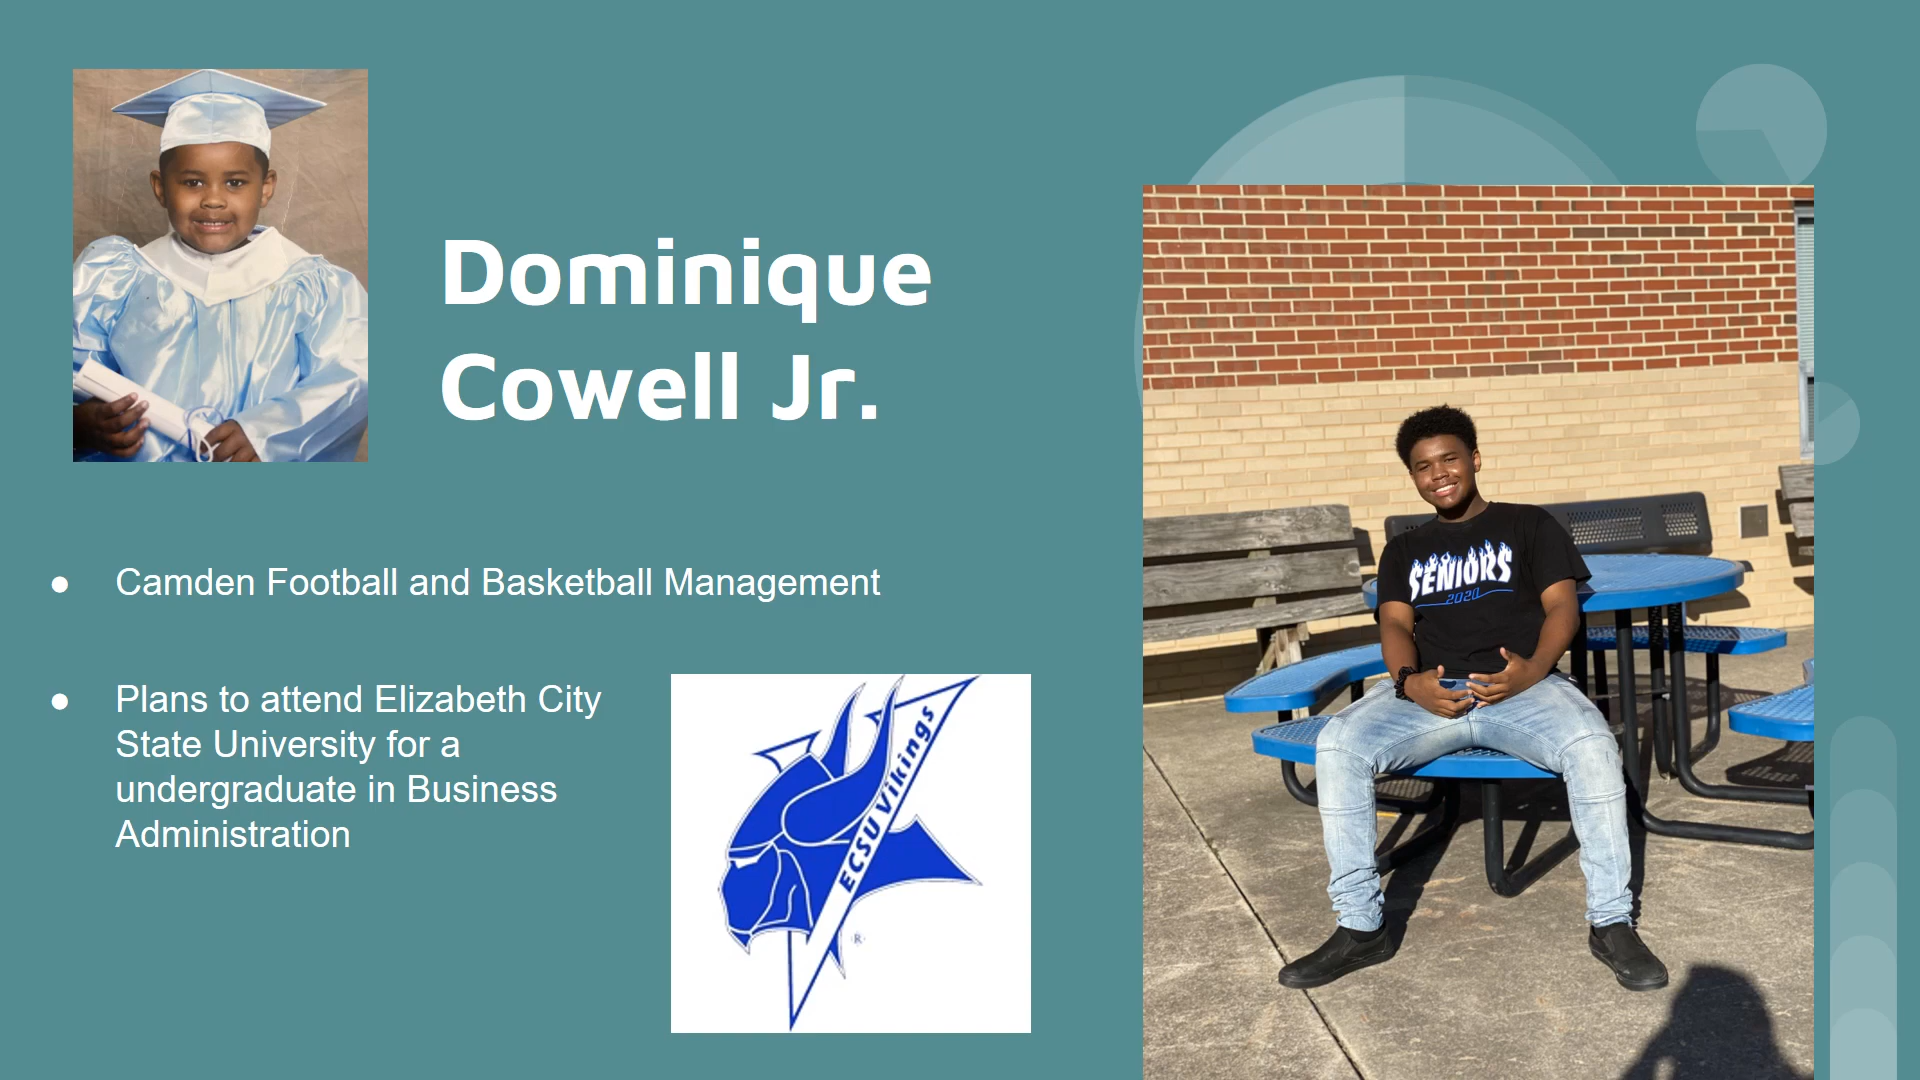 Dominique
Cowell Jr.
● Camden Football and Basketball Management
● Plans to attend Elizabeth City
State University for a
undergraduate in Business
Administration
ECSU Vikings
®
SENIORS
2020